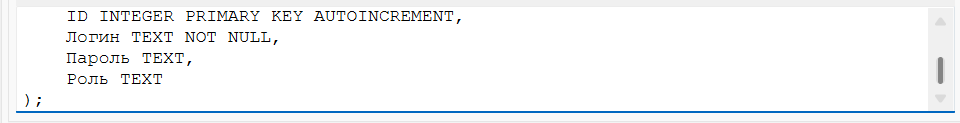 ID INTEGER PRIMARY KEY AUTOINCREMENT,
Логин TEXT NOT NULL,
Пароль TEXT,
Роль TEXT
);